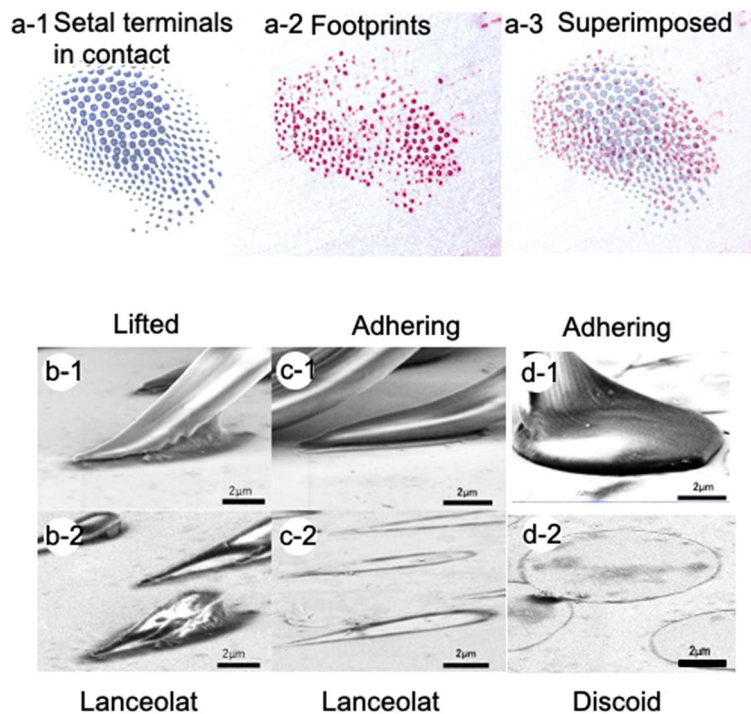 a-1 Setal terminals
in contact
a-2 Footprints
a-3 Superimposed
Lifted
Adhering
Adhering
b-1
c-1
d-1
2µm
2µm
2µm
b-2
c-2
d-2
2µm
2µm
2µm
Lanceolat
Lanceolat
Discoid